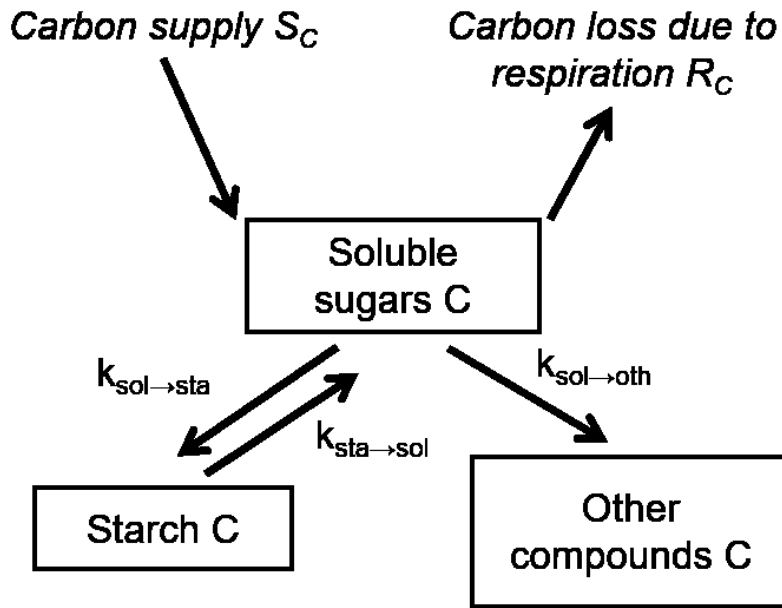 Carbon supply S_C
Carbon loss due to
respiration R_C
Soluble
sugars C
k_sol→sta
k_sta→sol
k_sol→oth
Starch C
Other
compounds C